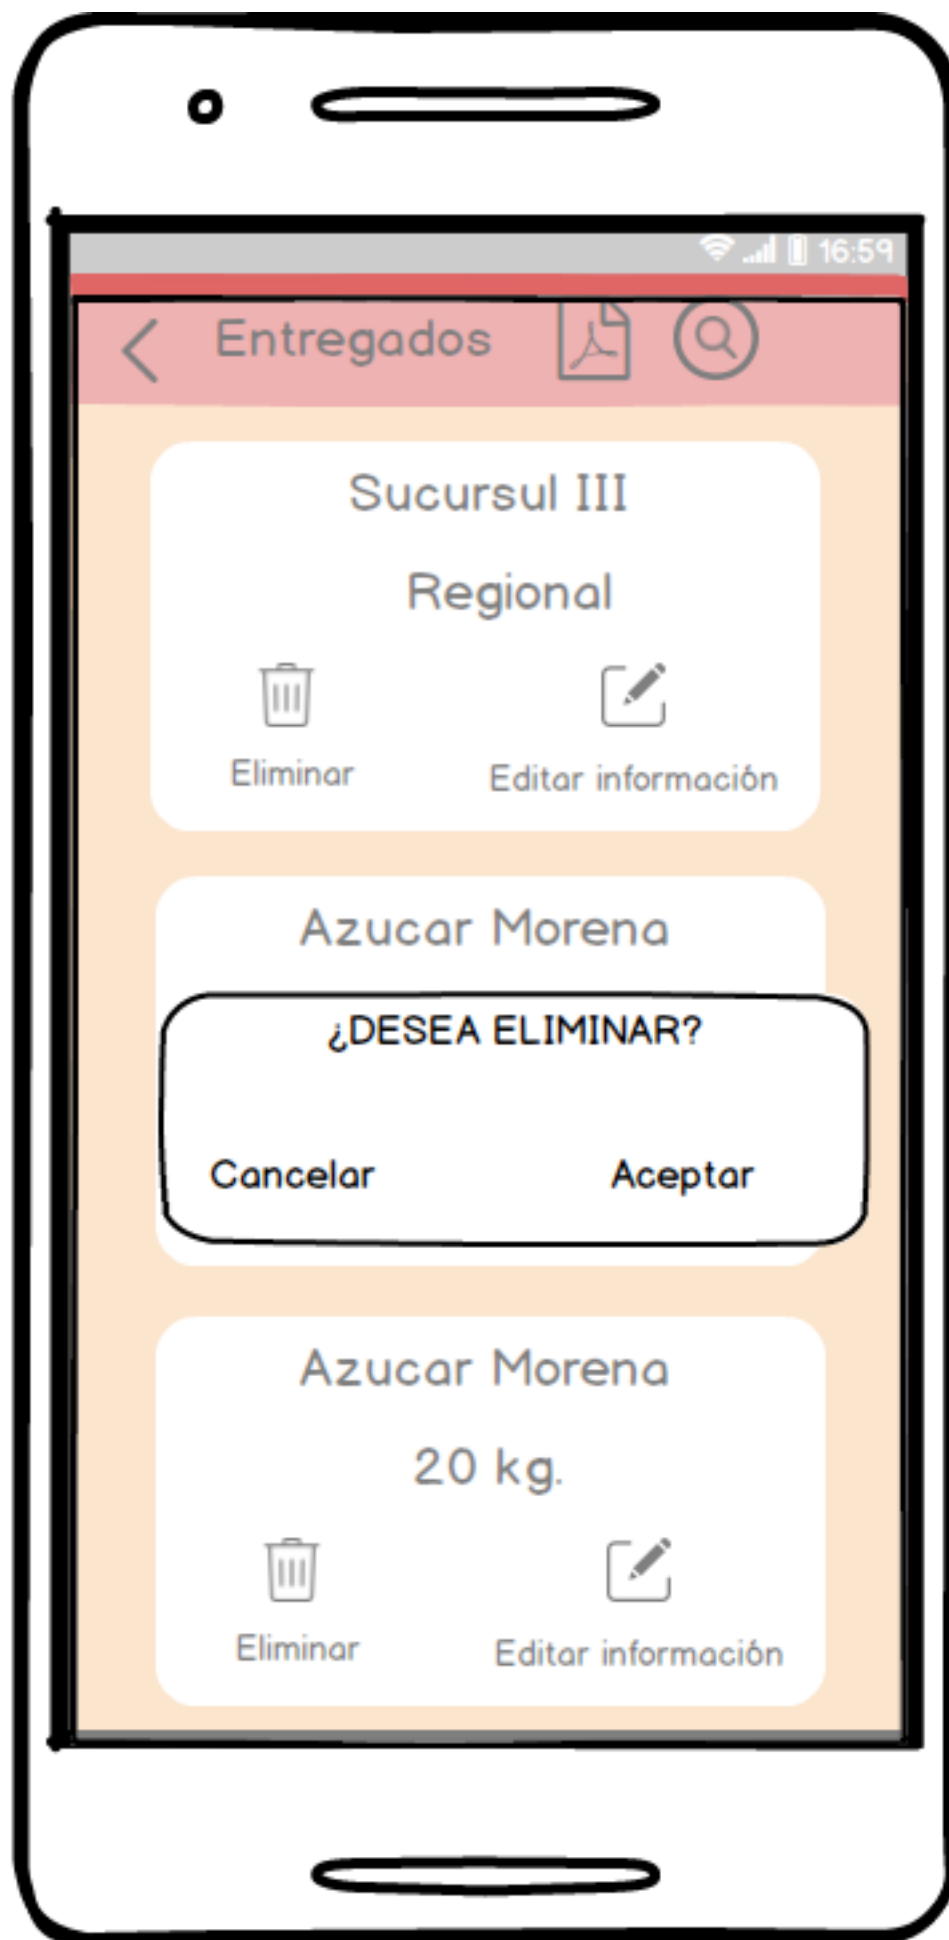 16:59
Entregados
Sucursul III
Regional
Eliminar
Editar información
Azucar Morena
¿DESEA ELIMINAR?
Cancelar Aceptar
Azucar Morena
20 kg.
Eliminar
Editar información